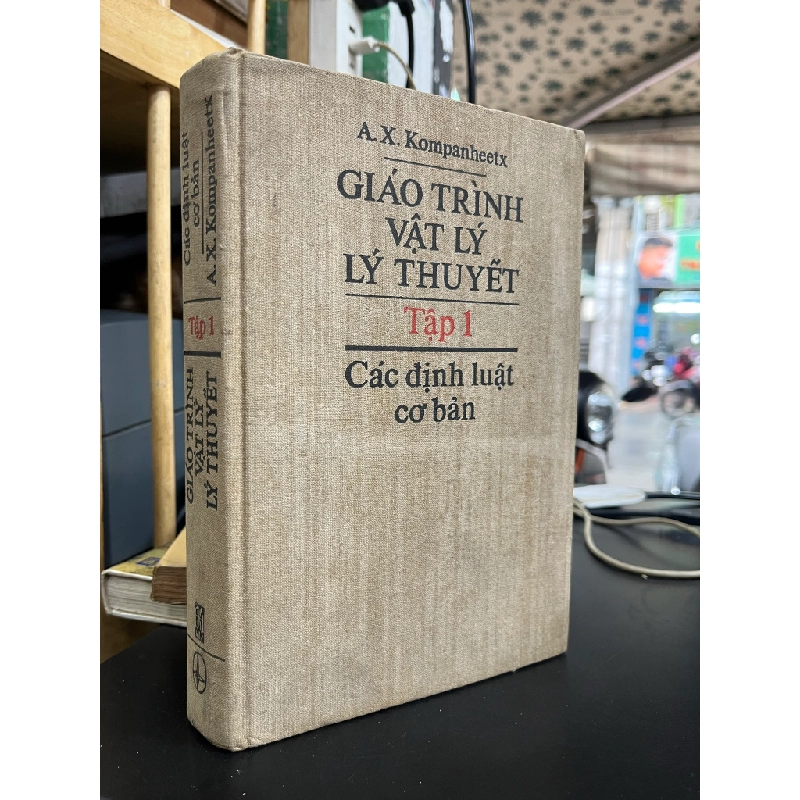 A. X. Kompanheetx
GIÁO TRÌNH
VẬT LÝ
LÝ THUYẾT
Tập 1
Các định luật
cơ bản
Các định luật
cơ bản
A. X. Kompanheetx
Tập 1
GIÁO TRÌNH
VẬT LÝ
LÝ THUYẾT